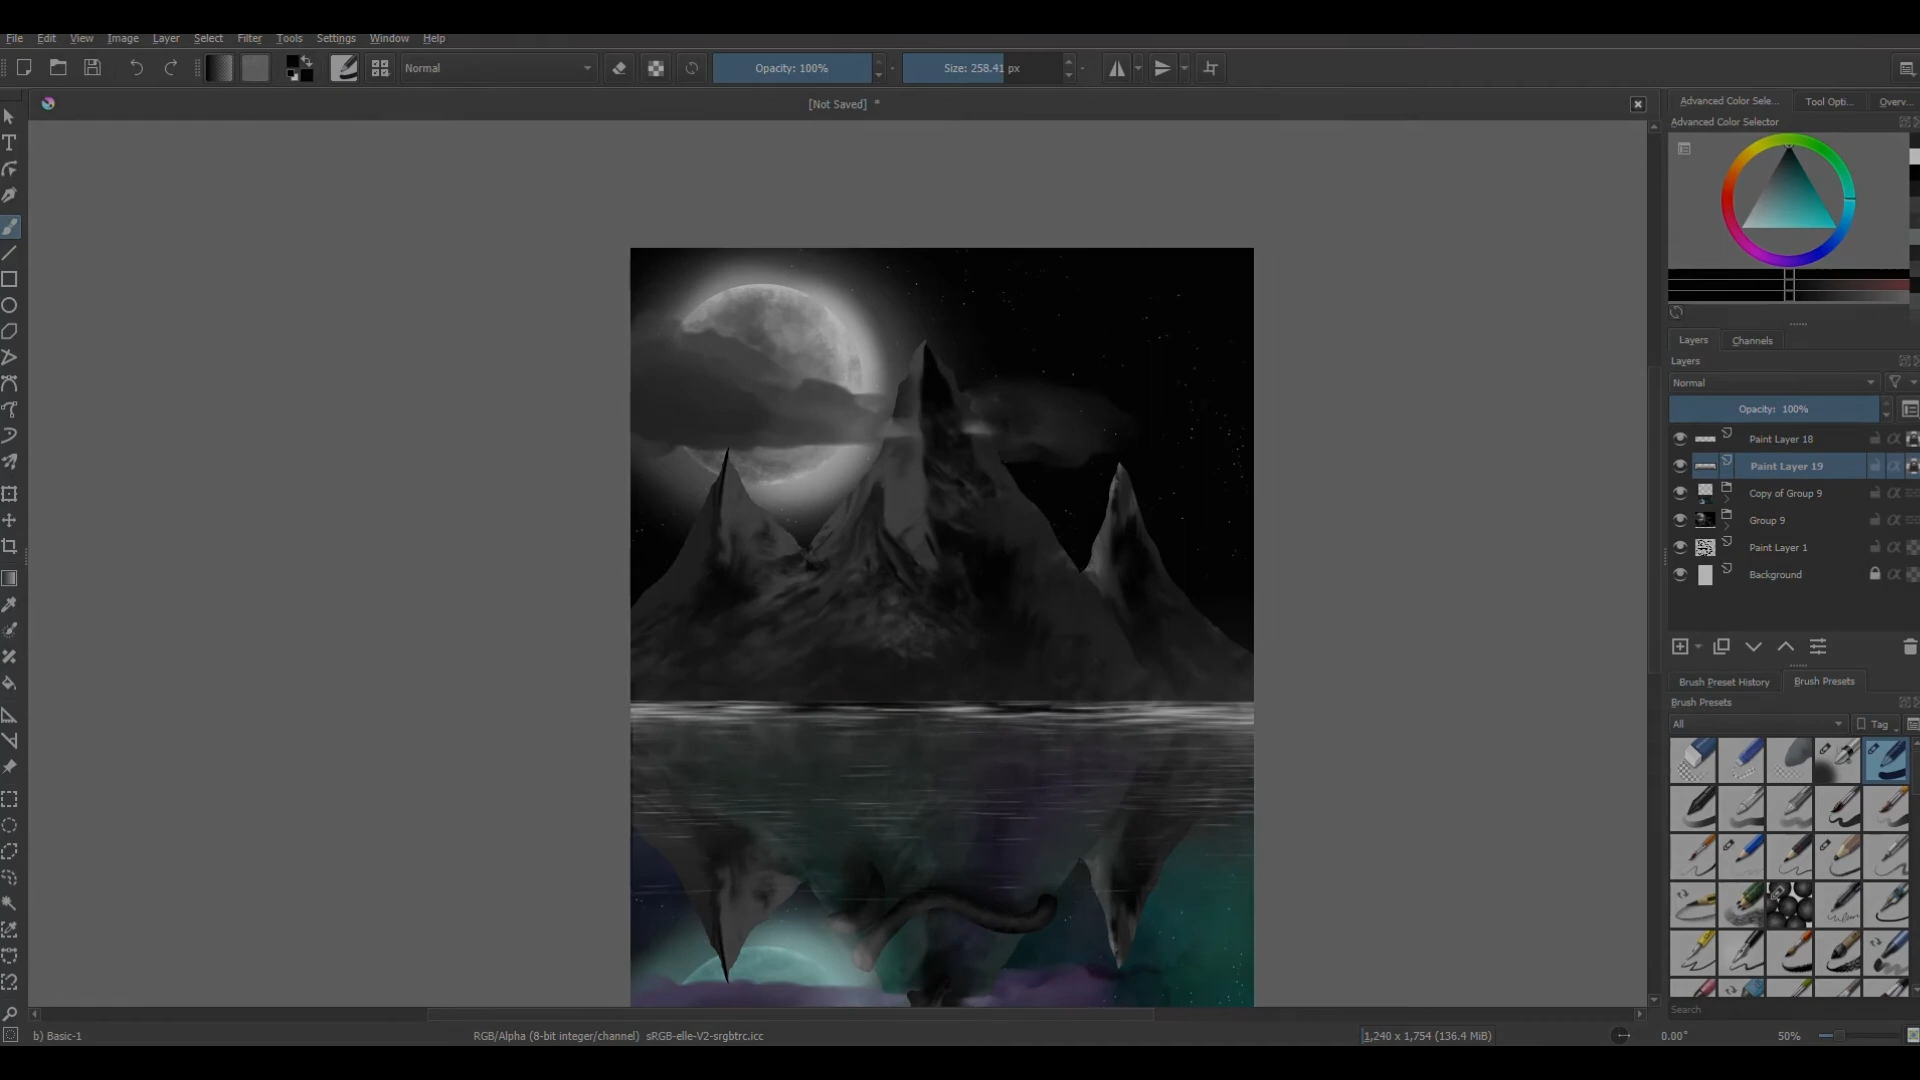 File Edit View Image Layer Select Filter Tools Settings Window Help
Normal Opacity: 100% Size: 258.41 px
[Not Saved] *
Advanced Color Sele... Tool Opti... Overv...
Advanced Color Selector
Layers Channels
Layers
Normal
Opacity: 100%
Paint Layer 18
Paint Layer 19
Copy of Group 9
Group 9
Paint Layer 1
Background
Brush Preset History Brush Presets
Brush Presets
All Tag
Search
b) Basic-1 RGB/Alpha (8-bit integer/channel) sRGB-elle-V2-srgbtrc.icc 1,240 x 1,754 (136.4 MiB) 0.00° 50%